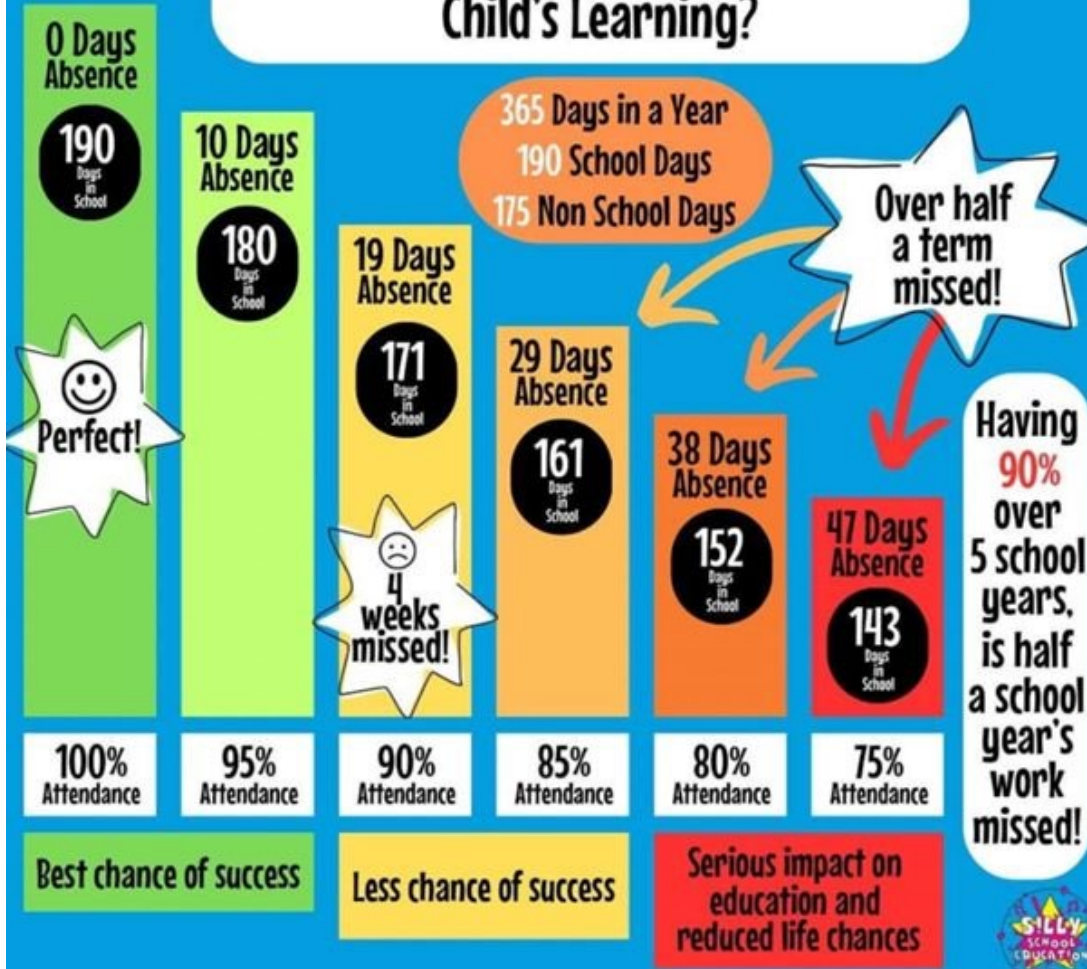 Child's Learning?
0 Days
Absence
190
Days
in
School
Perfect!
10 Days
Absence
180
Days
in
School
365 Days in a Year
190 School Days
175 Non School Days
19 Days
Absence
171
Days
in
School
4
weeks
missed!
Over half
a term
missed!
29 Days
Absence
161
Days
in
School
38 Days
Absence
152
Days
in
School
47 Days
Absence
143
Days
in
School
Having
90%
over
5 school
years,
is half
a school
year's
work
missed!
100%
Attendance
95%
Attendance
90%
Attendance
85%
Attendance
80%
Attendance
75%
Attendance
Best chance of success
Less chance of success
Serious impact on
education and
reduced life chances
SILLY
SCHOOL
EDUCATION